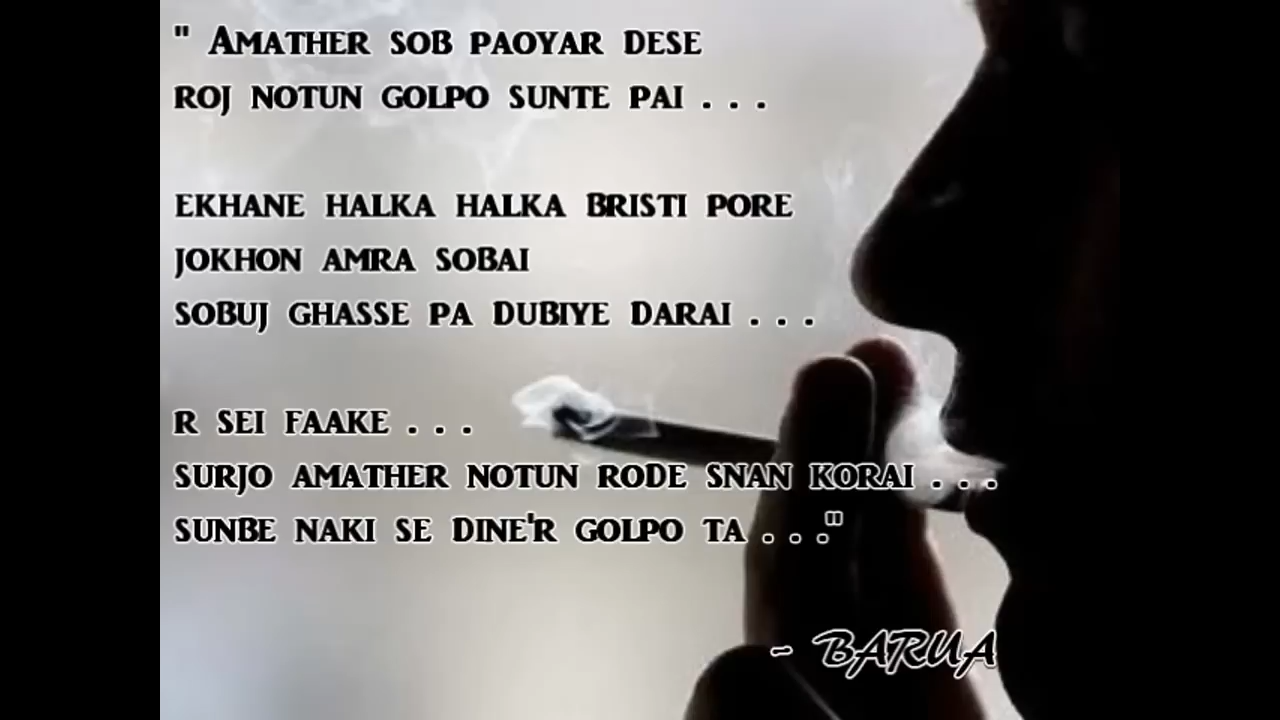 " Amather sob paoyar dese
roj notun golpo sunte pai . . .
ekhane halka halka bristi pore
jokhon amra sobai
sobuj ghasse pa dubiye darai . . .
r sei faake . . .
surjo amather notun rode snan korai . . .
sunbe naki se dine'r golpo ta . . ."
- BARUA